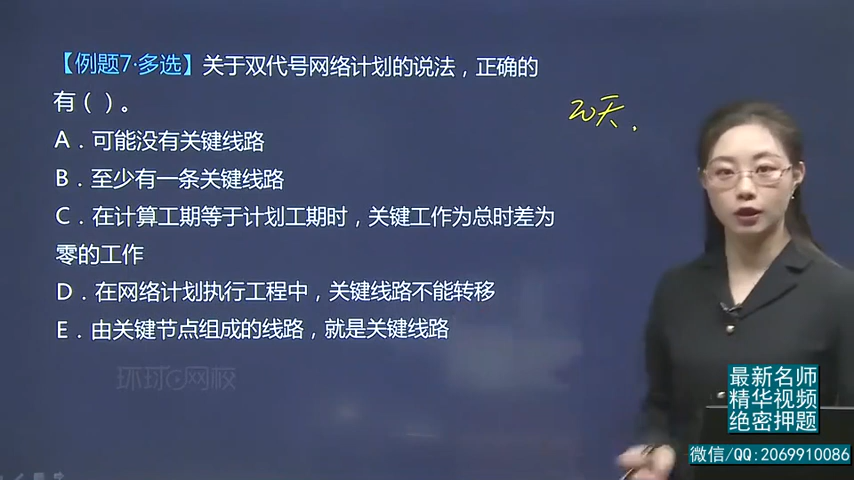 【例题7·多选】关于双代号网络计划的说法，正确的
有（ ）。
A．可能没有关键线路
B．至少有一条关键线路
C．在计算工期等于计划工期时，关键工作为总时差为
零的工作
D．在网络计划执行工程中，关键线路不能转移
E．由关键节点组成的线路，就是关键线路
20天.
环球网校
最新名师
精华视频
绝密押题
微信/QQ:2069910086